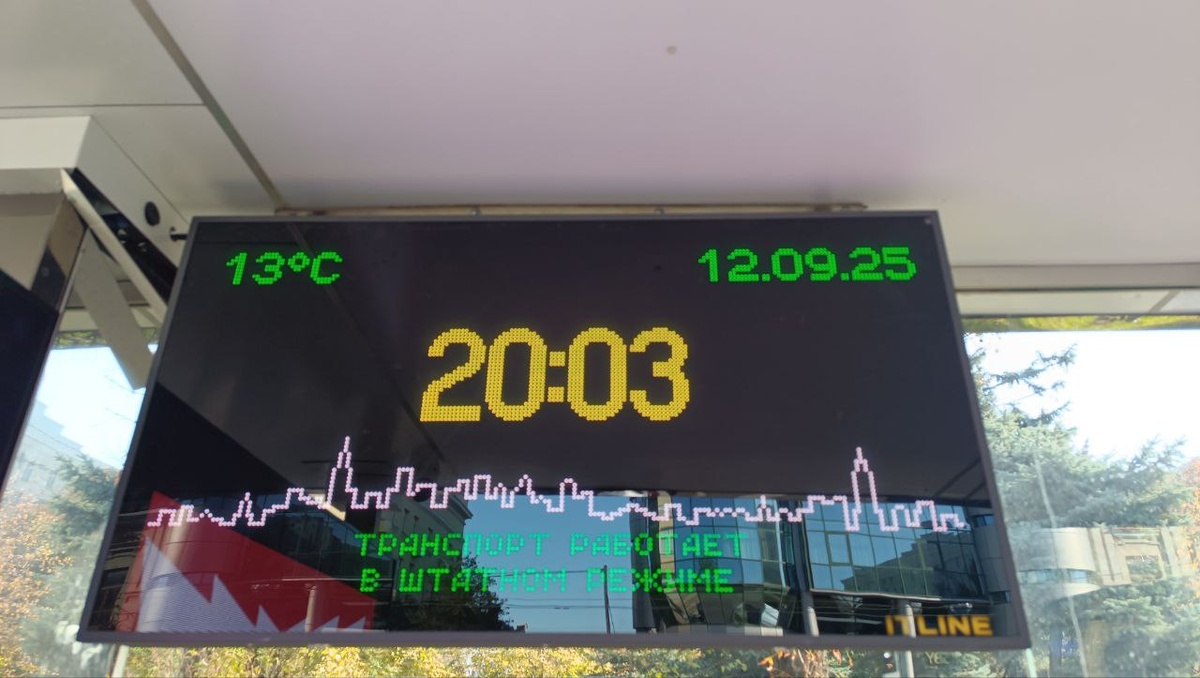 13°C
12.09.25
20:03
ТРАНСПОРТ РАБОТАЕТ
В ШТАТНОМ РЕЖИМЕ
ITLINE